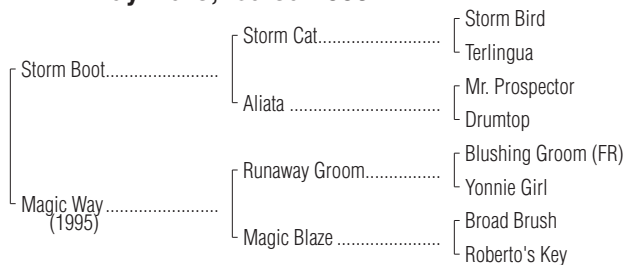 Storm Bird
Storm Cat........................
Terlingua
Storm Boot......................
Mr. Prospector
Aliata ..............................
Drumtop
Blushing Groom (FR)
Runaway Groom...............
Yonnie Girl
Magic Way ......................
(1995)
Broad Brush
Magic Blaze .....................
Roberto's Key